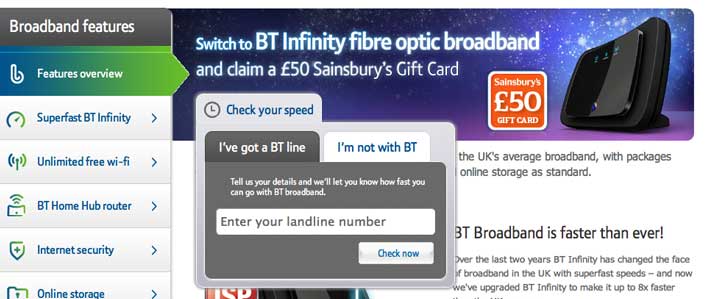 Broadband features
Features overview
Superfast BT Infinity
Unlimited free wi-fi
BT Home Hub router
Internet security
Online storage
Switch to BT Infinity fibre optic broadband
and claim a £50 Sainsbury's Gift Card
Sainsbury's
£50
GIFT CARD
Check your speed
I've got a BT line
I'm not with BT
Tell us your details and we'll let you know how fast you
can go with BT broadband.
Enter your landline number
Check now
the UK's average broadband, with packages
online storage as standard.
BT Broadband is faster than ever!
Over the last two years BT Infinity has changed the face
of broadband in the UK with superfast speeds – and now
we've upgraded BT Infinity to make it up to 8x faster
ISP